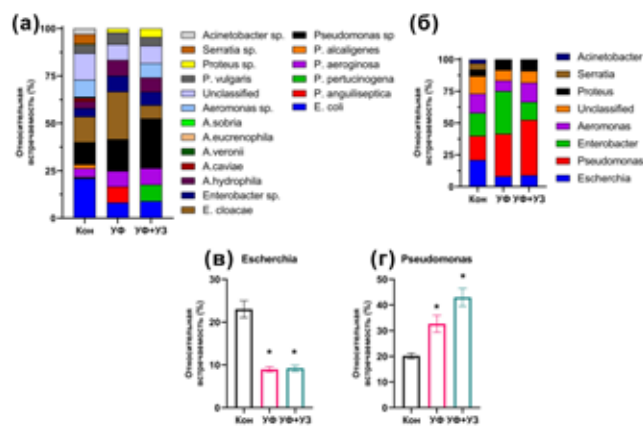 (а)
Относительная
встречаемость (%)
100
75
50
25
0
Кон УФ УФ+УЗ
Acinetobacter sp.
Serratia sp.
Proteus sp.
P. vulgaris
Unclassified
Aeromonas sp.
A.sobria
A.eucrenophila
A.veronii
A.caviae
A.hydrophila
Enterobacter sp.
E. cloacae
Pseudomonas sp
P. alcaligenes
P. aeroginosa
P. pertucinogena
P. anguiliseptica
E. coli
(б)
Относительная
встречаемость (%)
100
75
50
25
0
Кон УФ УФ+УЗ
Acinetobacter
Serratia
Proteus
Unclassified
Aeromonas
Enterobacter
Pseudomonas
Escherchia
(в) Escherchia
Относительная
встречаемость (%)
30
20
10
0
* *
Кон УФ УФ+УЗ
(г) Pseudomonas
Относительная
встречаемость (%)
50
40
30
20
10
0
* *
Кон УФ УФ+УЗ